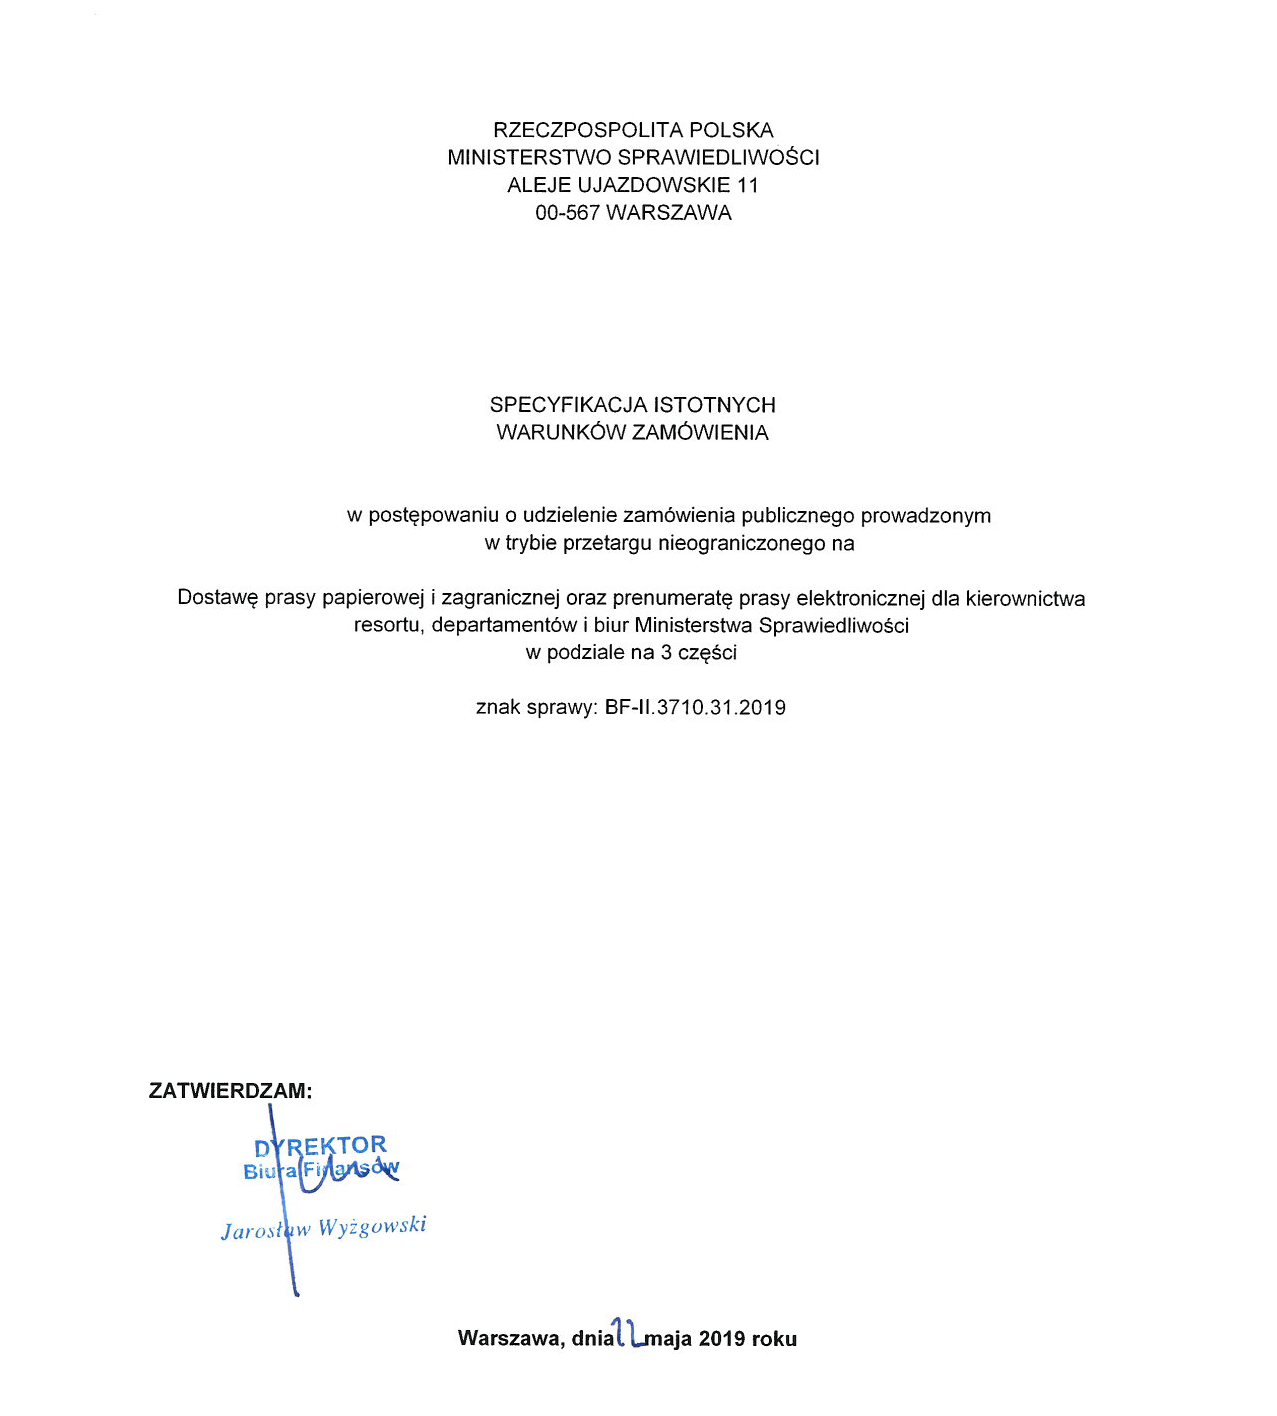 RZECZPOSPOLITA POLSKA
MINISTERSTWO SPRAWIEDLIWOŚCI
ALEJE UJAZDOWSKIE 11
00-567 WARSZAWA
SPECYFIKACJA ISTOTNYCH
WARUNKÓW ZAMÓWIENIA
w postępowaniu o udzielenie zamówienia publicznego prowadzonym
w trybie przetargu nieograniczonego na
Dostawę prasy papierowej i zagranicznej oraz prenumeratę prasy elektronicznej dla kierownictwa
resortu, departamentów i biur Ministerstwa Sprawiedliwości
w podziale na 3 części
znak sprawy: BF-II.3710.31.2019
ZATWIERDZAM:
DYREKTOR
Biura Finansów
Jarosław Wyżgowski
Warszawa, dnia maja 2019 roku